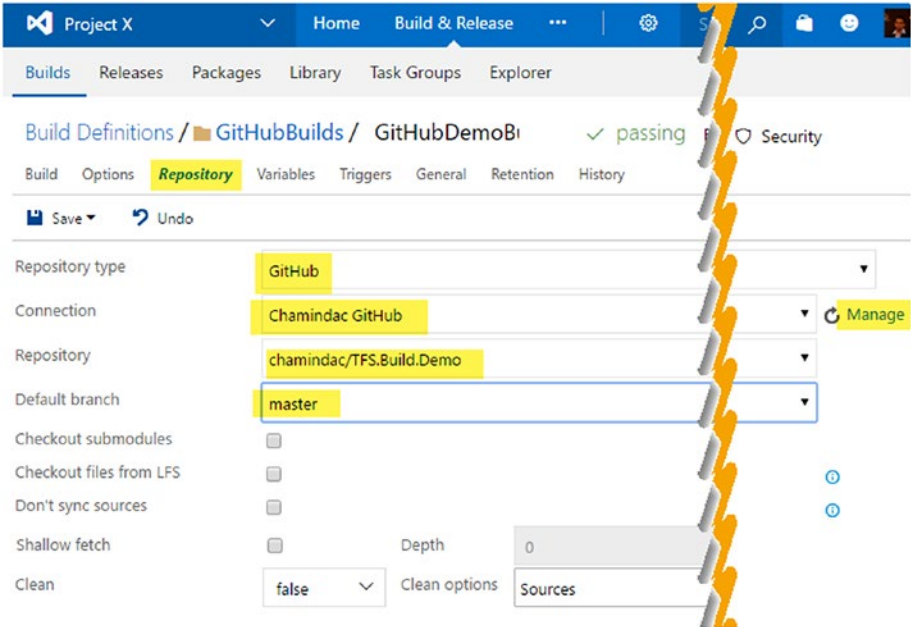 Project X Home Build & Release •••
Builds Releases Packages Library Task Groups Explorer
Build Definitions / GitHubBuilds / GitHubDemoBu passing Security
Build Options Repository Variables Triggers General Retention History
Save Undo
Repository type GitHub
Connection Chamindac GitHub Manage
Repository chamindac/TFS.Build.Demo
Default branch master
Checkout submodules
Checkout files from LFS
Don't sync sources
Shallow fetch Depth 0
Clean false Clean options Sources